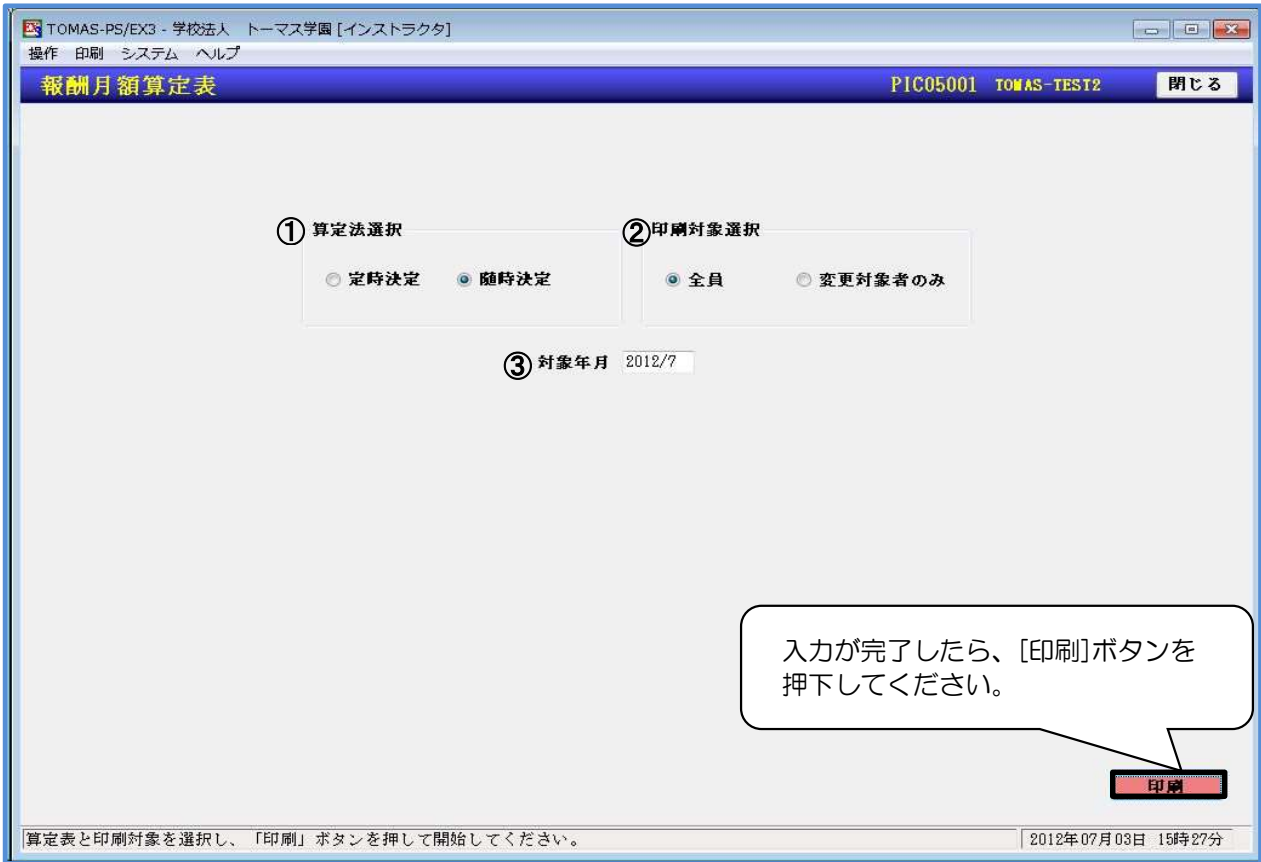 TOMAS-PS/EX3 - 学校法人　トーマス学園 [インストラクタ]
操作 印刷 システム ヘルプ
報酬月額算定表 PIC05001 TOMAS-TEST2 閉じる
① 算定法選択 ②印刷対象選択
定時決定 随時決定 全員 変更対象者のみ
③ 対象年月 2012/7
入力が完了したら、[印刷]ボタンを
押下してください。
印刷
算定表と印刷対象を選択し、「印刷」ボタンを押して開始してください。 2012年07月03日 15時27分